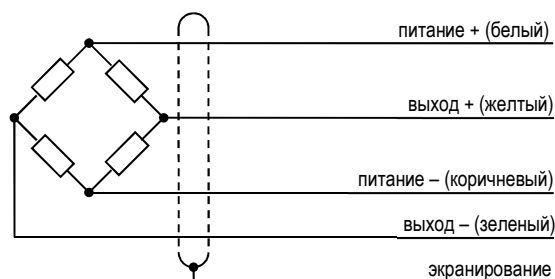 питание + (белый)
выход + (желтый)
питание – (коричневый)
выход – (зеленый)
экранирование